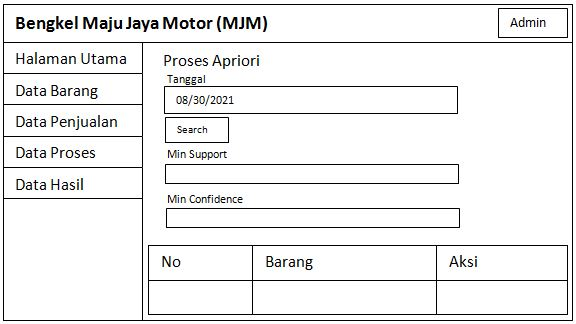 Bengkel Maju Jaya Motor (MJM)
Admin
Halaman Utama
Data Barang
Data Penjualan
Data Proses
Data Hasil
Proses Apriori
Tanggal
08/30/2021
Search
Min Support
Min Confidence
No Barang Aksi